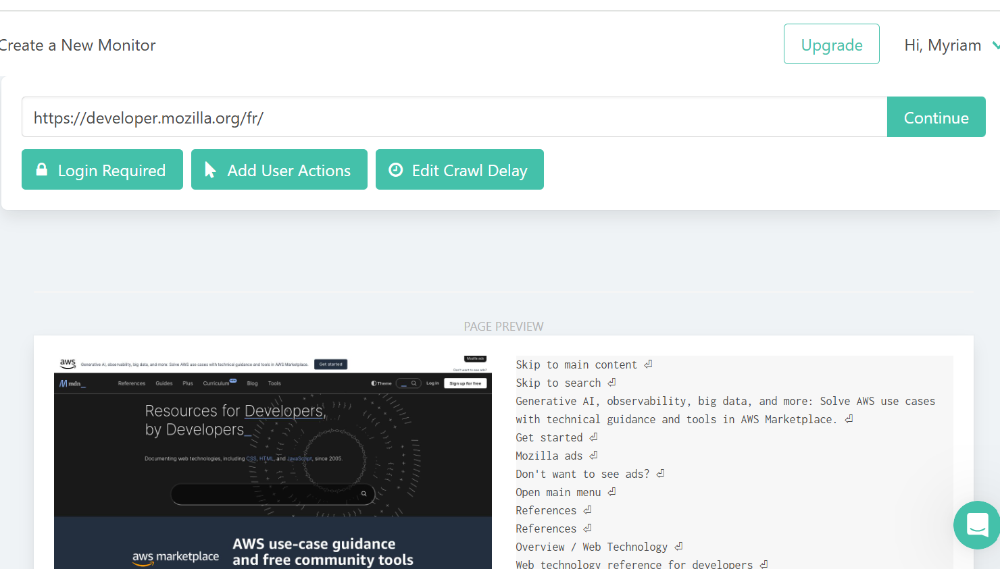 Create a New Monitor
Upgrade
Hi, Myriam
https://developer.mozilla.org/fr/
Continue
Login Required
Add User Actions
Edit Crawl Delay
PAGE PREVIEW
aws
Generative AI, observability, big data, and more: Solve AWS use cases with technical guidance and tools in AWS Marketplace.
Get started
Mozilla ads
Don't want to see ads?
mdn_
References
Guides
Plus
Curriculum
NEW
Blog
Tools
Theme
Log in
Sign up for free
Resources for Developers,
by Developers_
Documenting web technologies, including CSS, HTML, and JavaScript, since 2005.
aws marketplace
AWS use-case guidance
and free community tools
Skip to main content ⏎
Skip to search ⏎
Generative AI, observability, big data, and more: Solve AWS use cases
with technical guidance and tools in AWS Marketplace. ⏎
Get started ⏎
Mozilla ads ⏎
Don't want to see ads? ⏎
Open main menu ⏎
References ⏎
References ⏎
Overview / Web Technology ⏎
Web technology reference for developers ⏎